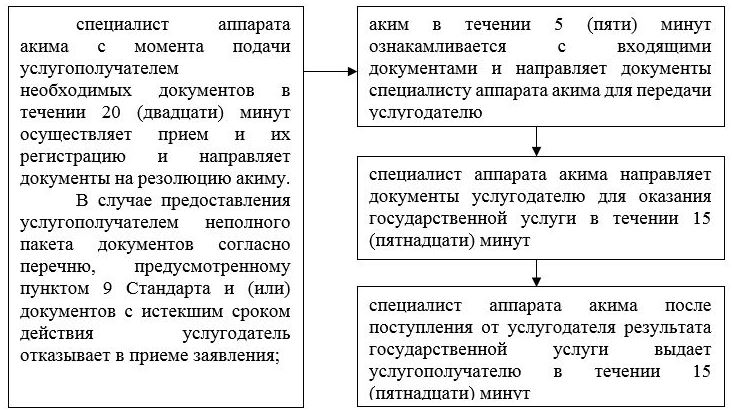 специалист аппарата
акима с момента подачи
услугополучателем
необходимых документов в
течении 20 (двадцати) минут
осуществляет прием и их
регистрацию и направляет
документы на резолюцию акиму.
В случае предоставления
услугополучателем неполного
пакета документов согласно
перечню, предусмотренному
пунктом 9 Стандарта и (или)
документов с истекшим сроком
действия услугодатель
отказывает в приеме заявления;
аким в течении 5 (пяти) минут
ознакамливается с входящими
документами и направляет документы
специалисту аппарата акима для передачи
услугодателю
специалист аппарата акима направляет
документы услугодателю для оказания
государственной услуги в течении 15
(пятнадцати) минут
специалист аппарата акима после
поступления от услугодателя результата
государственной услуги выдает
услугополучателю в течении 15
(пятнадцати) минут